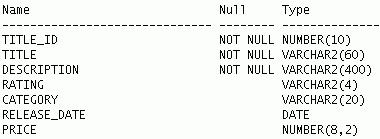 Name Null Type
------------------------------ -------- -------------
TITLE_ID NOT NULL NUMBER(10)
TITLE NOT NULL VARCHAR2(60)
DESCRIPTION NOT NULL VARCHAR2(400)
RATING VARCHAR2(4)
CATEGORY VARCHAR2(20)
RELEASE_DATE DATE
PRICE NUMBER(8,2)